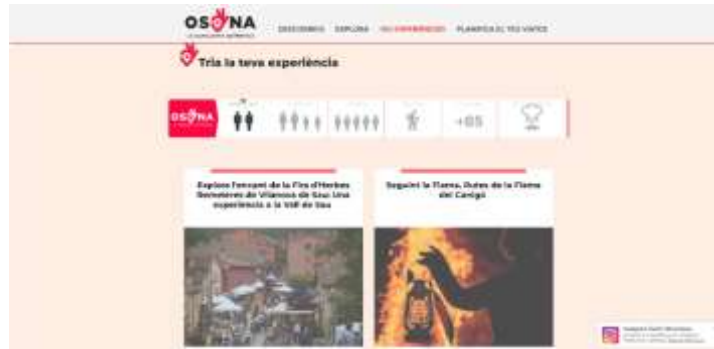 OSONA
DESCOBREIX EXPLORA VIU EXPERIÈNCIES PLANIFICA EL TEU VIATGE
Tria la teva experiència
OSONA
+65
Explora l'encant de la Fira d'Herbes
Remeieres de Vilanova de Sau: Una
experiència a la Vall de Sau
Seguint la Flama. Rutes de la Flama
del Canigó